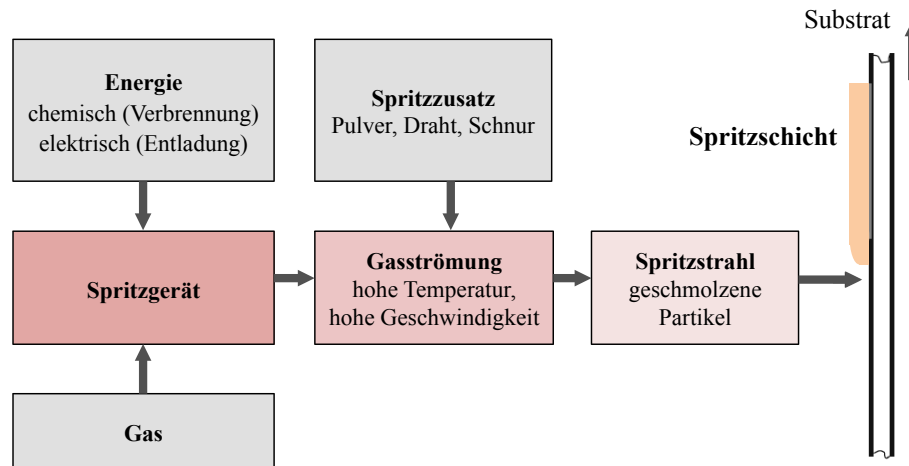 Substrat
Energie
chemisch (Verbrennung)
elektrisch (Entladung)
Spritzzusatz
Pulver, Draht, Schnur
Spritzschicht
Spritzgerät
Gasströmung
hohe Temperatur,
hohe Geschwindigkeit
Spritzstrahl
geschmolzene
Partikel
Gas